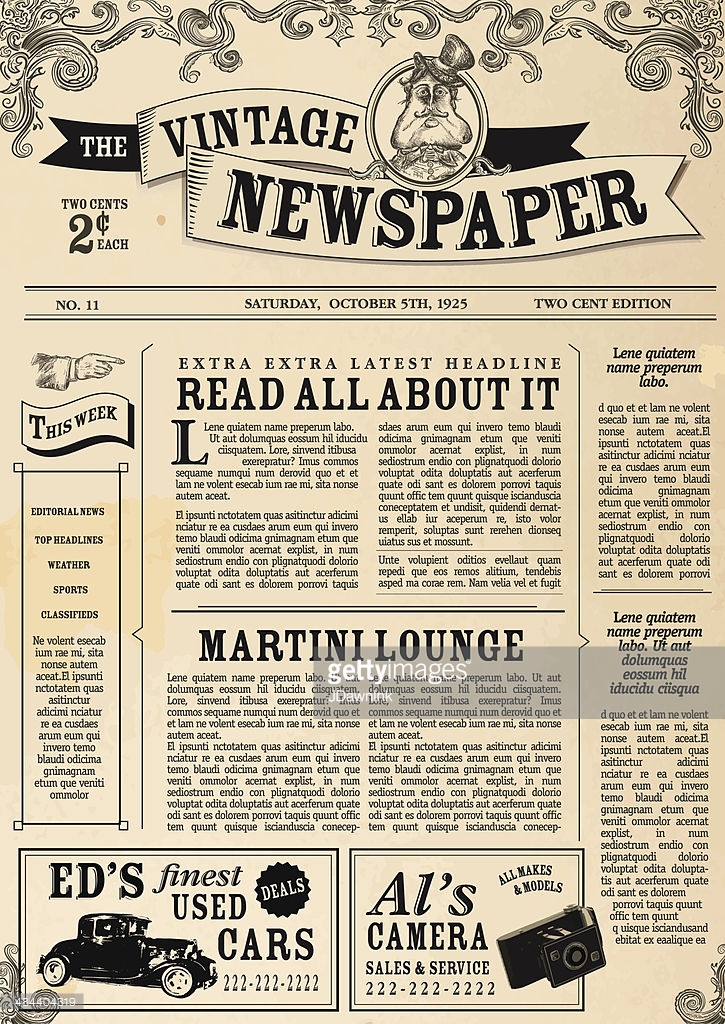 THE VINTAGE
NEWSPAPER
TWO CENTS
2¢
EACH
NO. 11
SATURDAY, OCTOBER 5TH, 1925
TWO CENT EDITION
THIS WEEK
EDITORIAL NEWS
TOP HEADLINES
WEATHER
SPORTS
CLASSIFIEDS
Ne volent esecab
ium rae mi, sita
nonse autem
aceat.El ipsunti
nctotatem quas
asitinctur
adicimi nciatur
re ea cusdaes
arum eum qui
invero temo
blaudi odicima
gnimagnam
etum que veniti
ommolor
EXTRA EXTRA LATEST HEADLINE
READ ALL ABOUT IT
Lene quiatem name preperum labo.
Ut aut dolumquas eossum hil iducidu
ciisquatem. Lore, sinvend itibusa
exerepratur? Imus commos
sequame numqui num derovid quo et et
lam ne volent esecab ium rae mi, sita nonse
autem aceat.
El ipsunti nctotatem quas asitinctur adicimi
nciatur re ea cusdaes arum eum qui invero
temo blaudi odicima gnimagnam etum que
veniti ommolor acernat explist, in num
sediostrum endio con plignatquodi dolorio
voluptat odita doluptatis aut acerferum
quate odi sant es dolorem porro vitatis taquis
sdaes arum eum qui invero temo blaudi
odicima gnimagnam etum que veniti
ommolor acernat explist, in num
sediostrum endio con plignatquodi dolorio
voluptat odita doluptatis aut acerferum
quate odi sant es dolorem porrovi tatempos
quunt offic tem quunt quisque iscianduscia
conceptatem et undisit, quidendi dernat-
us ellab iur aceperum re, isto volor
remperit, soluptas sunt rerehen dionsec
uiatus sum et mossunt.
Unte volupient oditios evellaut quam
repedi que eos remos alitium, tendebis
asped ma corae rem. Nam velia vel et fugit
MARTINI LOUNGE
Lene quiatem name preperum labo. Ut aut
dolumquas eossum hil iducidu ciisquatem.
Lore, sinvend itibusa exerepratur? Imus
commos sequame numqui num derovid quo et
et lam ne volent esecab ium rae mi, sita nonse
autem aceat.
El ipsunti nctotatem quas asitinctur adicimi
nciatur re ea cusdaes arum eum qui invero
temo blaudi odicima gnimagnam etum que
veniti ommolor acernat explist, in num
sediostrum endio con plignatquodi dolorio
voluptat odita doluptatis aut acerferum quate
odi sant es dolorem porrovi tatempos quunt offic
tem quunt quisque iscianduscia concep-
Lene quiatem name preperum labo. Ut aut
dolumquas eossum hil iducidu ciisquatem.
Lore, sinvend itibusa exerepratur? Imus
commos sequame numqui num derovid quo et
et lam ne volent esecab ium rae mi, sita nonse
autem aceat.
El ipsunti nctotatem quas asitinctur adicimi
nciatur re ea cusdaes arum eum qui invero
temo blaudi odicima gnimagnam etum que
veniti ommolor acernat explist, in num
sediostrum endio con plignatquodi dolorio
voluptat odita doluptatis aut acerferum quate
odi sant es dolorem porrovi tatempos quunt offic
tem quunt quisque iscianduscia concep-
Lene quiatem
name preperum
labo.
d quo et et lam ne volent
esecab ium rae mi, sita
nonse autem aceat.El
ipsunti nctotatem quas
asitinctur adicimi nciatur
re ea cusdaes arum eum
qui invero temo blaudi
odicima gnimagnam
etum que veniti ommolor
acernat explist, in num
sediostrum endio con
plignatquodi dolorio
voluptat odita doluptatis
aut acerferum quate odi
sant es dolorem porrovi
Lene quiatem
name preperum
labo. Ut aut
dolumquas
eossum hil
iducidu ciisqua
d quo et et lam ne volent
esecab ium rae mi, sita
nonse autem aceat.El
ipsunti nctotatem quas
asitinctur adicimi
nciatur re ea cusdaes
arum eum qui invero
temo blaudi odicima
gnimagnam etum que
veniti ommolor acernat
explist, in num
sediostrum endio con
plignatquodi dolorio
voluptat odita dolupta-
tis aut acerferum quate
odi sant es dolorem
porrovi tatempos quunt
offic tem quunt
quisque iscianduscia
ebitat ex eaalique ea
gettyimages
JDawnInk
ED'S finest
USED
CARS
DEALS
222-222-2222
Al's
CAMERA
SALES & SERVICE
222-222-2222
ALL MAKES
& MODELS
434404319